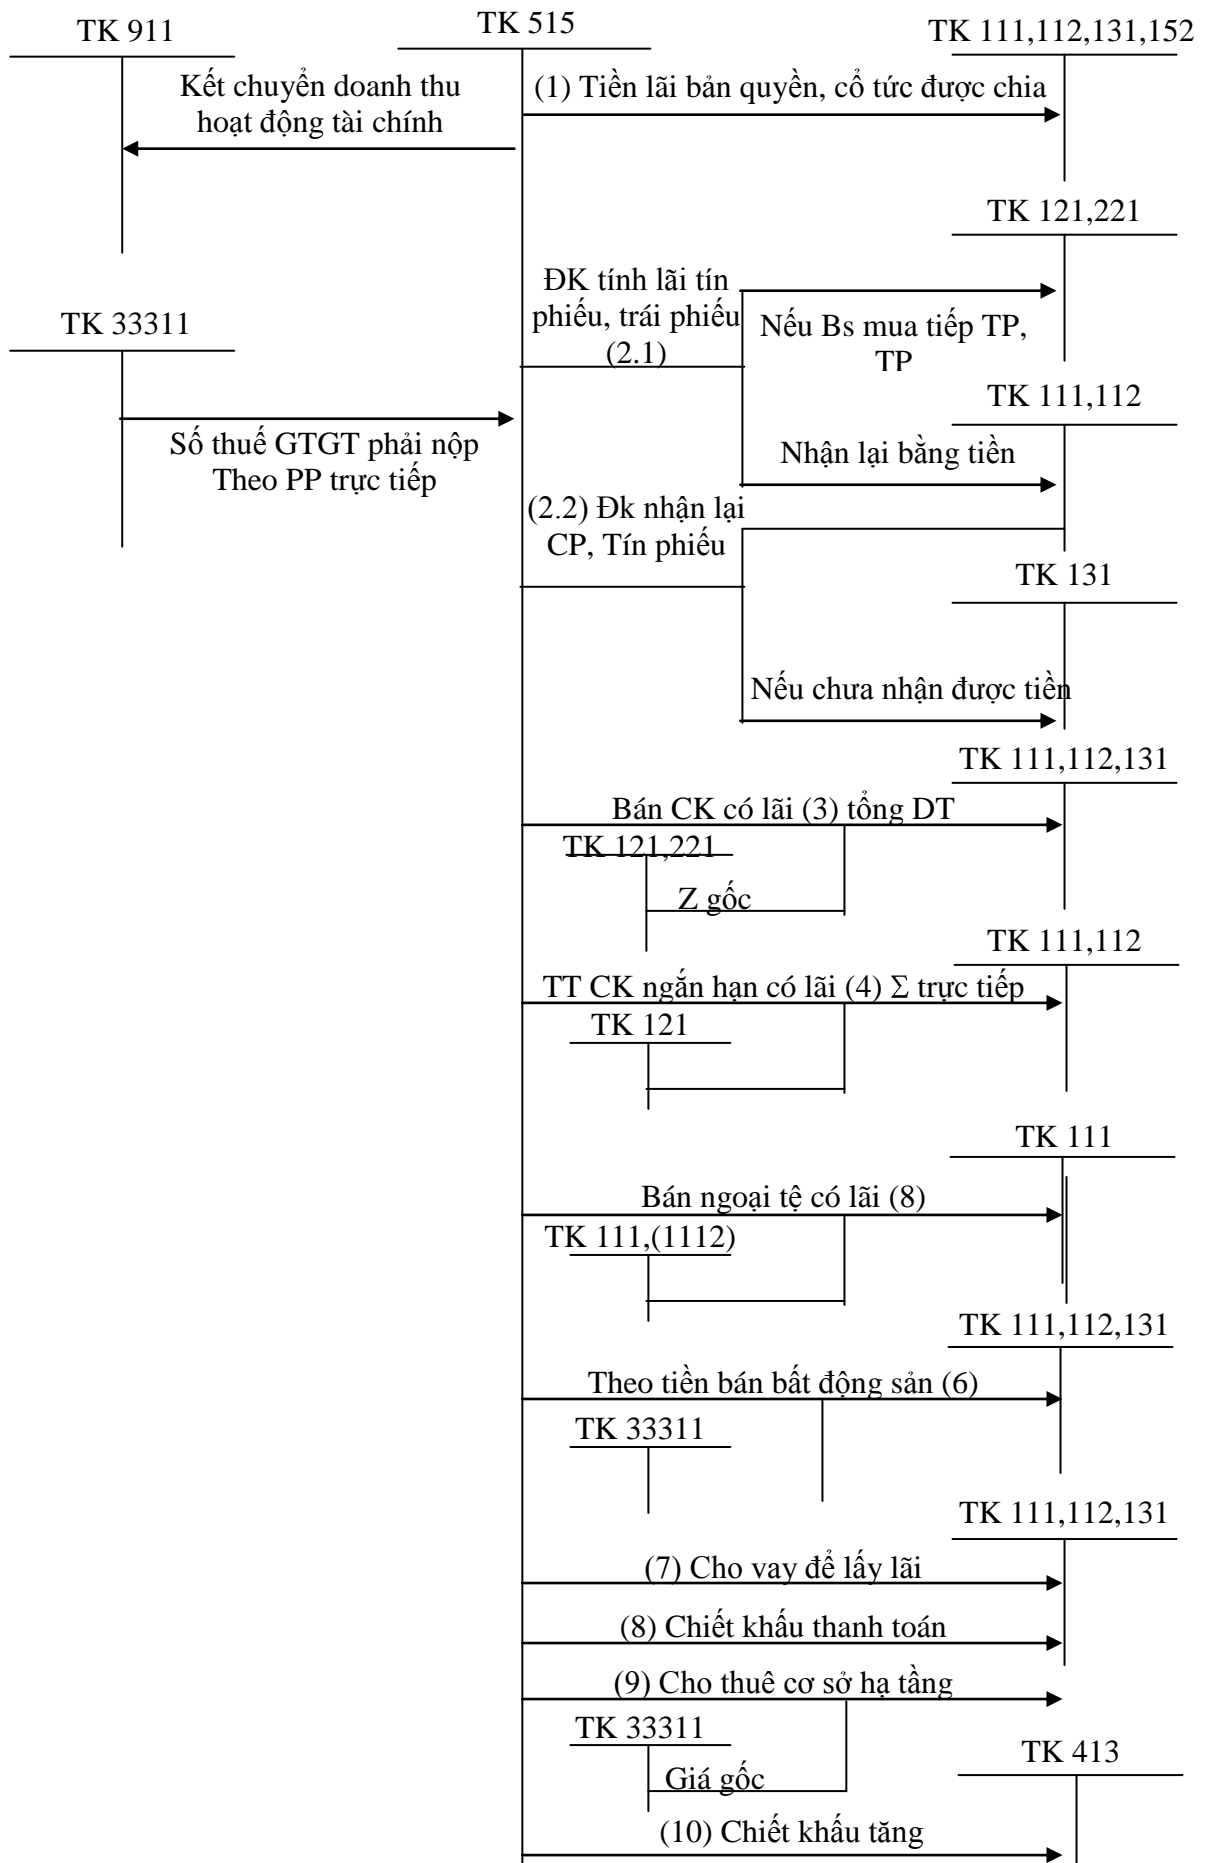 TK 911
TK 515
TK 111,112,131,152
Kết chuyển doanh thu
hoạt động tài chính
(1) Tiền lãi bản quyền, cổ tức được chia
TK 121,221
ĐK tính lãi tín
phiếu, trái phiếu
(2.1)
Nếu Bs mua tiếp TP,
TP
TK 33311
TK 111,112
Số thuế GTGT phải nộp
Theo PP trực tiếp
Nhận lại bằng tiền
(2.2) Đk nhận lại
CP, Tín phiếu
TK 131
Nếu chưa nhận được tiền
TK 111,112,131
Bán CK có lãi (3) tổng DT
TK 121,221
Z gốc
TK 111,112
TT CK ngắn hạn có lãi (4) Σ trực tiếp
TK 121
TK 111
Bán ngoại tệ có lãi (8)
TK 111,(1112)
TK 111,112,131
Theo tiền bán bất động sản (6)
TK 33311
TK 111,112,131
(7) Cho vay để lấy lãi
(8) Chiết khấu thanh toán
(9) Cho thuê cơ sở hạ tầng
TK 33311
Giá gốc
TK 413
(10) Chiết khấu tăng